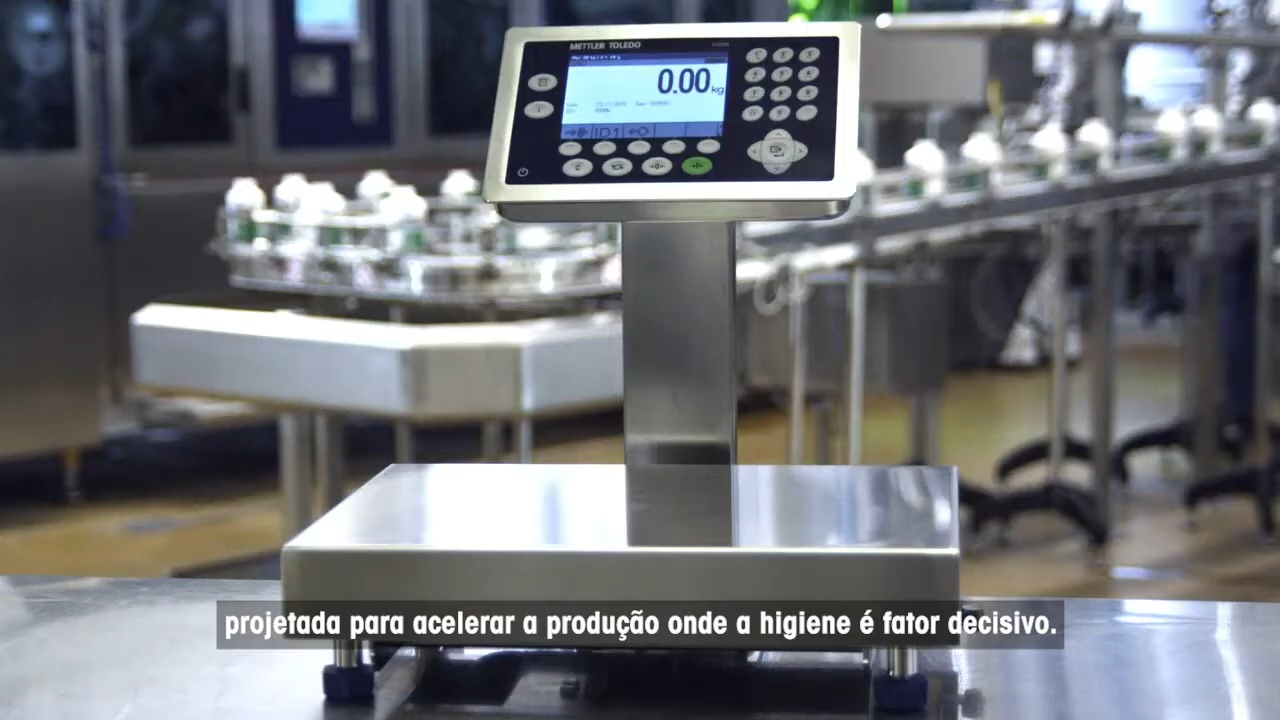 METTLER TOLEDO
0.00 kg
projetada para acelerar a produção onde a higiene é fator decisivo.